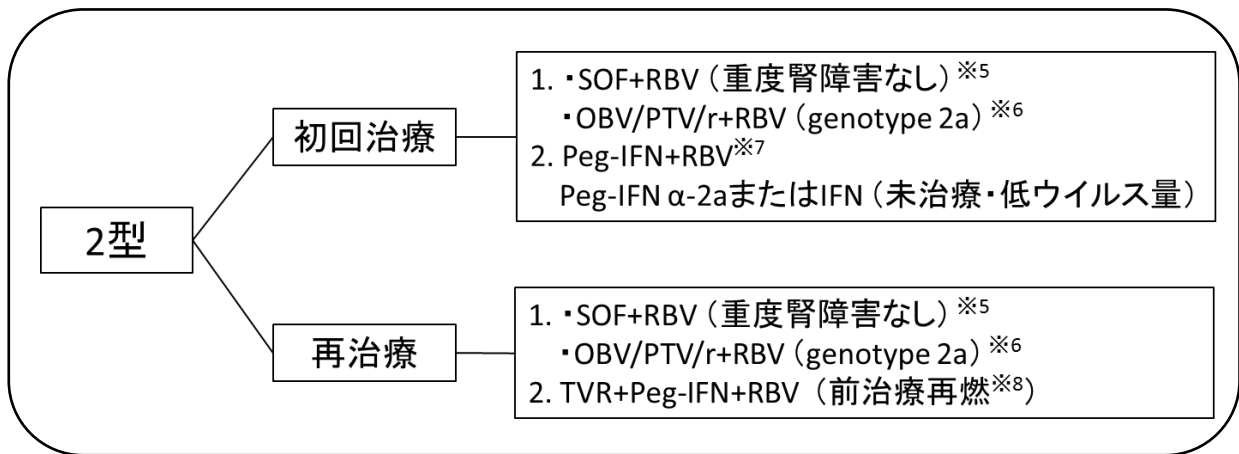 2型
初回治療
1. ・SOF+RBV（重度腎障害なし）※5
・OBV/PTV/r+RBV（genotype 2a）※6
2. Peg-IFN+RBV※7
Peg-IFN α-2aまたはIFN（未治療・低ウイルス量）
再治療
1. ・SOF+RBV（重度腎障害なし）※5
・OBV/PTV/r+RBV（genotype 2a）※6
2. TVR+Peg-IFN+RBV（前治療再燃※8）